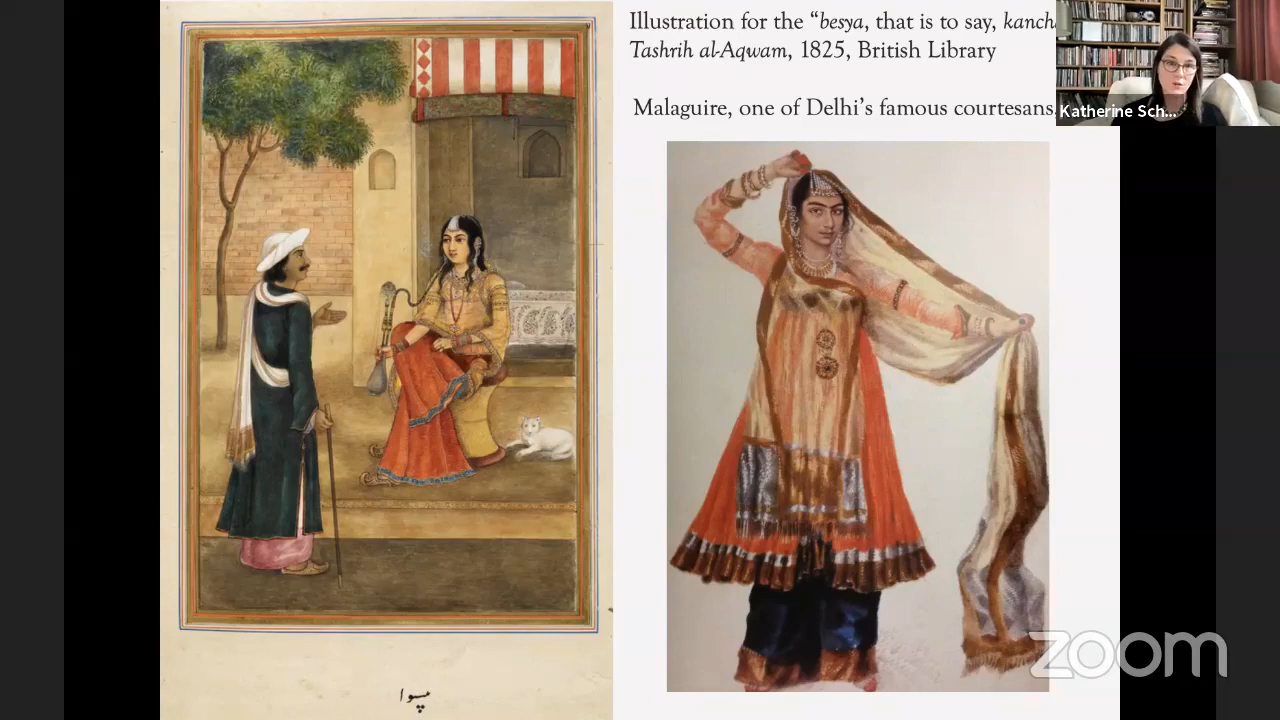 Illustration for the “besya, that is to say, kanch
Tashrih al-Aqwam, 1825, British Library
Malaguire, one of Delhi’s famous courtesans,
Katherine Sch...
zoom